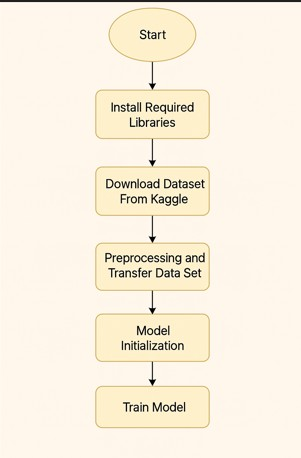 Start
Install Required
Libraries
Download Dataset
From Kaggle
Preprocessing and
Transfer Data Set
Model
Initialization
Train Model